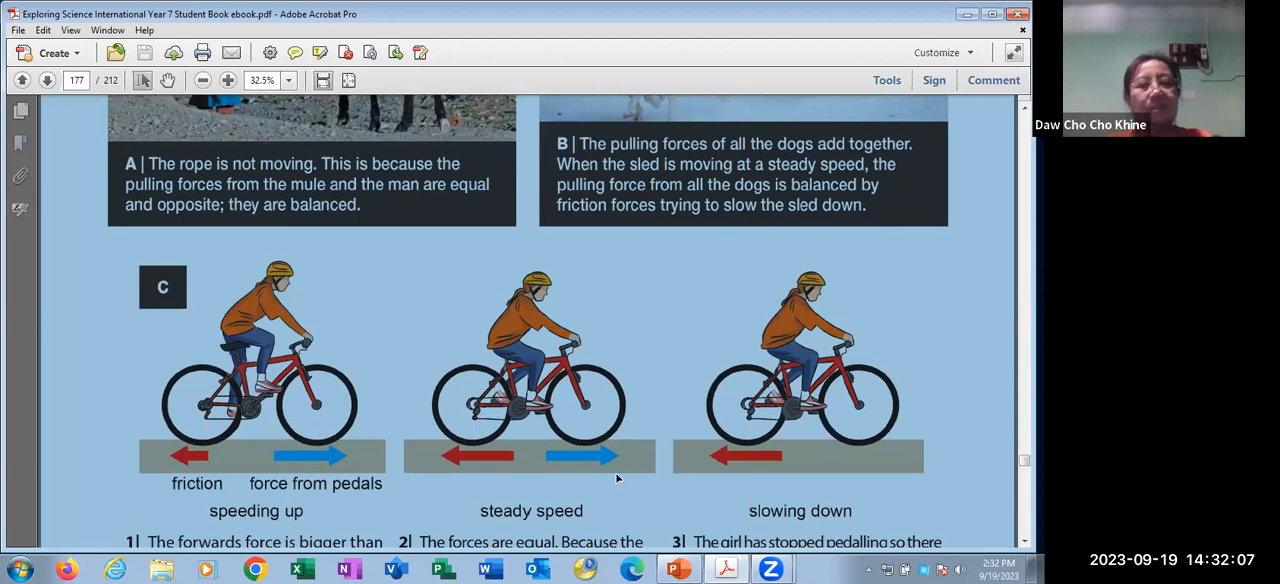 Exploring Science International Year 7 Student Book ebook.pdf - Adobe Acrobat Pro
File Edit View Window Help
Create
Customize
177 / 212
32.5%
Tools Sign Comment
Daw Cho Cho Khine
A | The rope is not moving. This is because the
pulling forces from the mule and the man are equal
and opposite; they are balanced.
B | The pulling forces of all the dogs add together.
When the sled is moving at a steady speed, the
pulling force from all the dogs is balanced by
friction forces trying to slow the sled down.
C
friction force from pedals
speeding up
steady speed
slowing down
1| The forwards force is bigger than
2| The forces are equal. Because the
3| The girl has stopped pedalling so there
2:32 PM
9/19/2023
2023-09-19 14:32:07